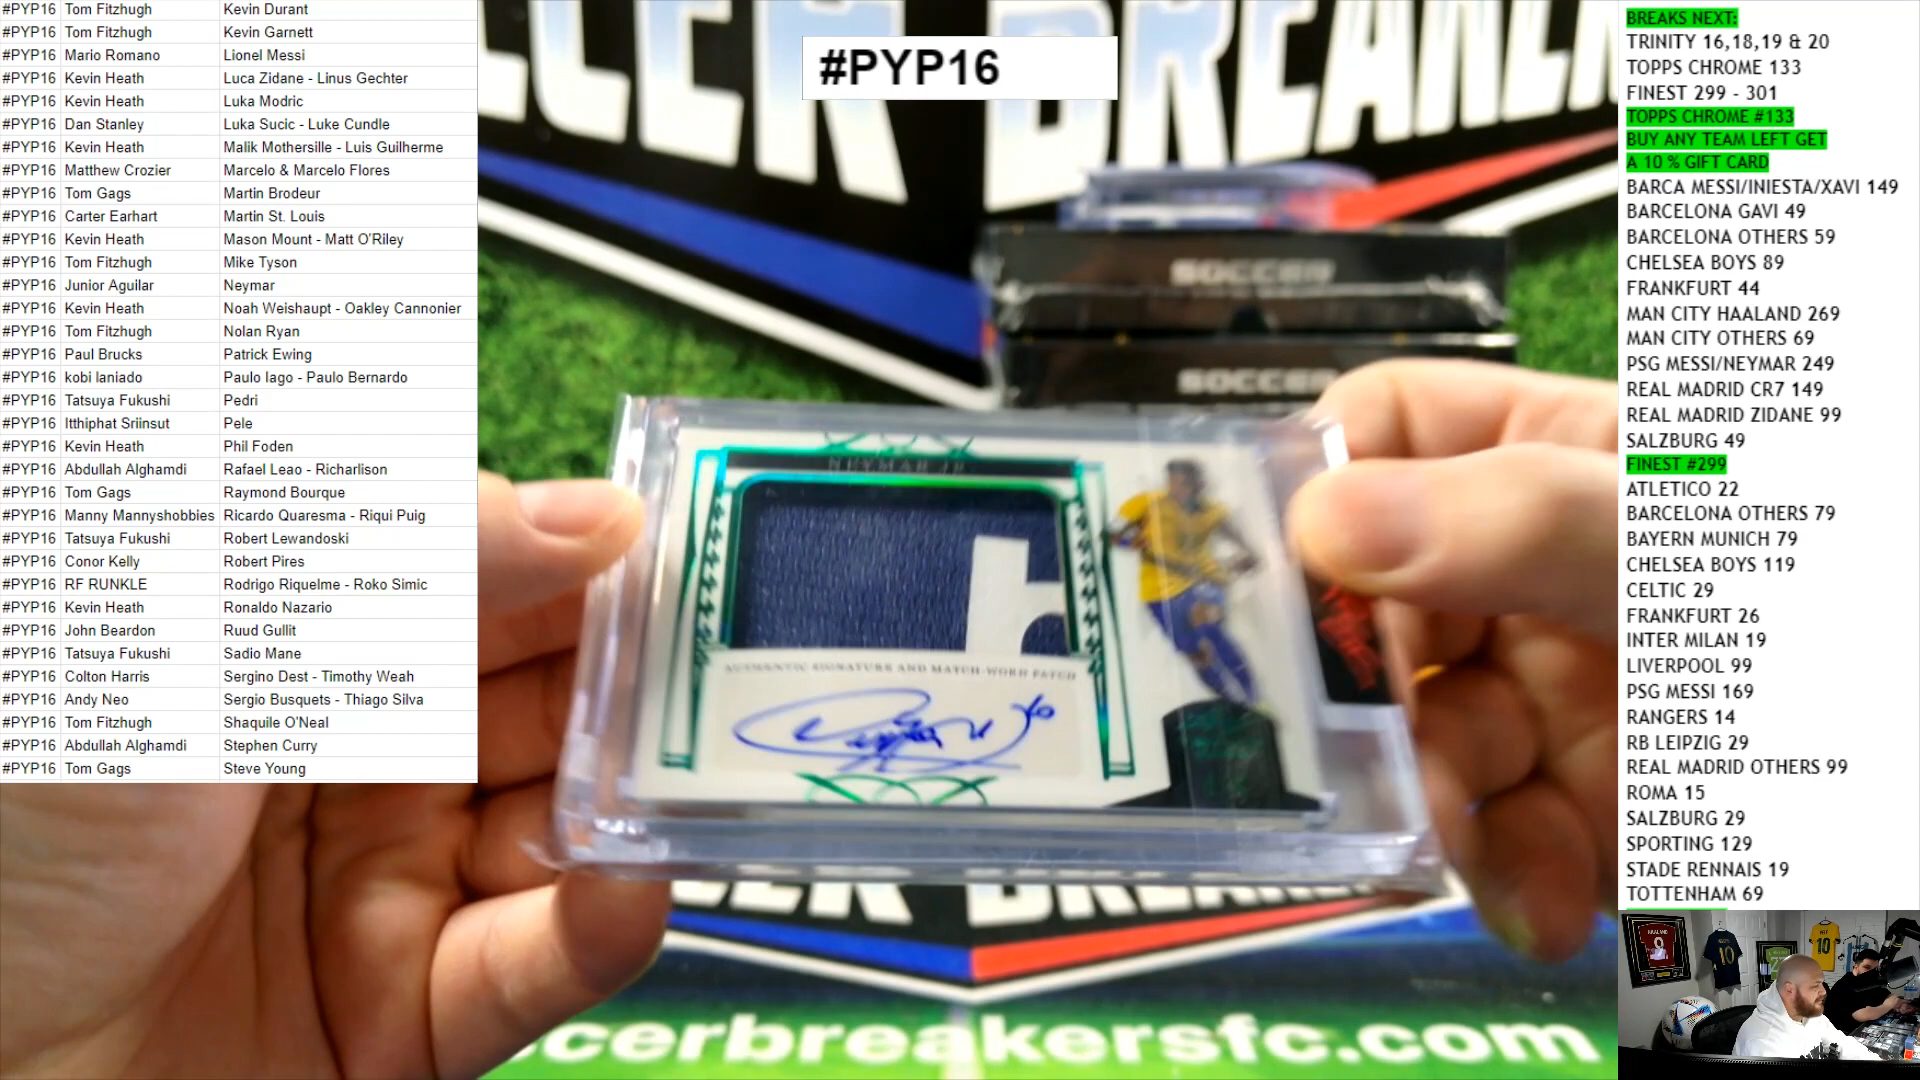 #PYP16 Tom Fitzhugh Kevin Durant
#PYP16 Tom Fitzhugh Kevin Garnett
#PYP16 Mario Romano Lionel Messi
#PYP16 Kevin Heath Luca Zidane - Linus Gechter
#PYP16 Kevin Heath Luka Modric
#PYP16 Dan Stanley Luka Sucic - Luke Cundle
#PYP16 Kevin Heath Malik Mothersille - Luis Guilherme
#PYP16 Matthew Crozier Marcelo & Marcelo Flores
#PYP16 Tom Gags Martin Brodeur
#PYP16 Carter Earhart Martin St. Louis
#PYP16 Kevin Heath Mason Mount - Matt O'Riley
#PYP16 Tom Fitzhugh Mike Tyson
#PYP16 Junior Aguilar Neymar
#PYP16 Kevin Heath Noah Weishaupt - Oakley Cannonier
#PYP16 Tom Fitzhugh Nolan Ryan
#PYP16 Paul Brucks Patrick Ewing
#PYP16 kobi laniado Paulo Iago - Paulo Bernardo
#PYP16 Tatsuya Fukushi Pedri
#PYP16 Itthiphat Sriinsut Pele
#PYP16 Kevin Heath Phil Foden
#PYP16 Abdullah Alghamdi Rafael Leao - Richarlison
#PYP16 Tom Gags Raymond Bourque
#PYP16 Manny Mannyshobbies Ricardo Quaresma - Riqui Puig
#PYP16 Tatsuya Fukushi Robert Lewandoski
#PYP16 Conor Kelly Robert Pires
#PYP16 RF RUNKLE Rodrigo Riquelme - Roko Simic
#PYP16 Kevin Heath Ronaldo Nazario
#PYP16 John Beardon Ruud Gullit
#PYP16 Tatsuya Fukushi Sadio Mane
#PYP16 Colton Harris Sergino Dest - Timothy Weah
#PYP16 Andy Neo Sergio Busquets - Thiago Silva
#PYP16 Tom Fitzhugh Shaquile O'Neal
#PYP16 Abdullah Alghamdi Stephen Curry
#PYP16 Tom Gags Steve Young
#PYP16
SOCCER
SOCCER
NEYMAR JR
AUTHENTIC SIGNATURE AND MATCH-WORN PATCH
ccerbreakersfc.com
BREAKS NEXT:
TRINITY 16,18,19 & 20
TOPPS CHROME 133
FINEST 299 - 301
TOPPS CHROME #133
BUY ANY TEAM LEFT GET
A 10 % GIFT CARD
BARCA MESSI/INIESTA/XAVI 149
BARCELONA GAVI 49
BARCELONA OTHERS 59
CHELSEA BOYS 89
FRANKFURT 44
MAN CITY HAALAND 269
MAN CITY OTHERS 69
PSG MESSI/NEYMAR 249
REAL MADRID CR7 149
REAL MADRID ZIDANE 99
SALZBURG 49
FINEST #299
ATLETICO 22
BARCELONA OTHERS 79
BAYERN MUNICH 79
CHELSEA BOYS 119
CELTIC 29
FRANKFURT 26
INTER MILAN 19
LIVERPOOL 99
PSG MESSI 169
RANGERS 14
RB LEIPZIG 29
REAL MADRID OTHERS 99
ROMA 15
SALZBURG 29
SPORTING 129
STADE RENNAIS 19
TOTTENHAM 69
HAALAND
9
10
10